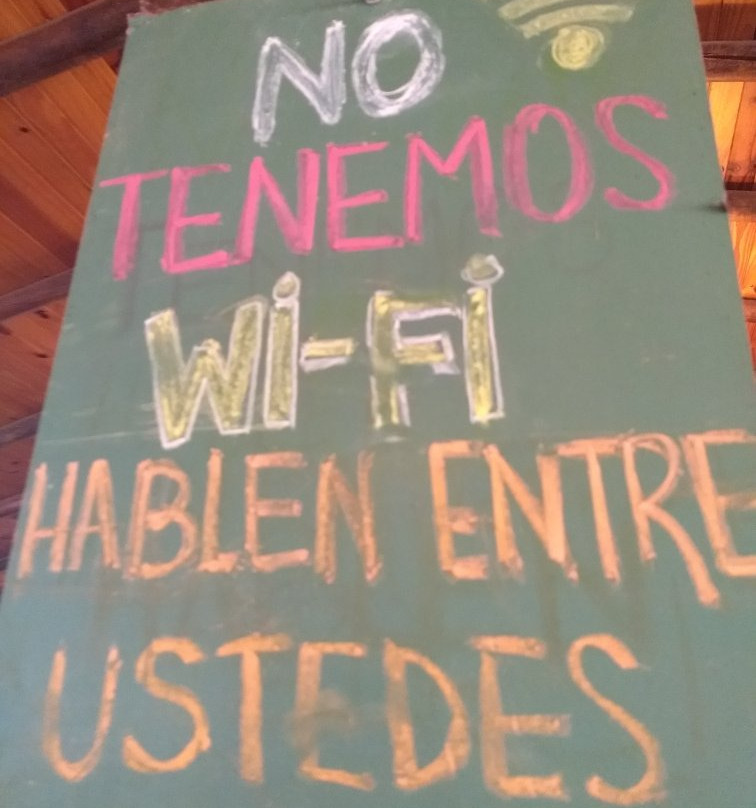 NO
TENEMOS
Wi-Fi
HABLEN ENTRE
USTEDES